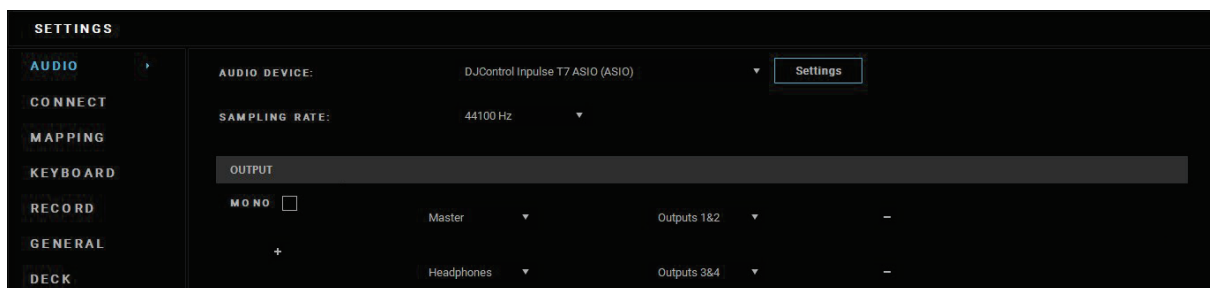 SETTINGS
AUDIO
CONNECT
MAPPING
KEYBOARD
RECORD
GENERAL
DECK
AUDIO DEVICE: DJControl Inpulse T7 ASIO (ASIO) Settings
SAMPLING RATE: 44100 Hz
OUTPUT
MONO
Master Outputs 1&2 −
+
Headphones Outputs 3&4 −